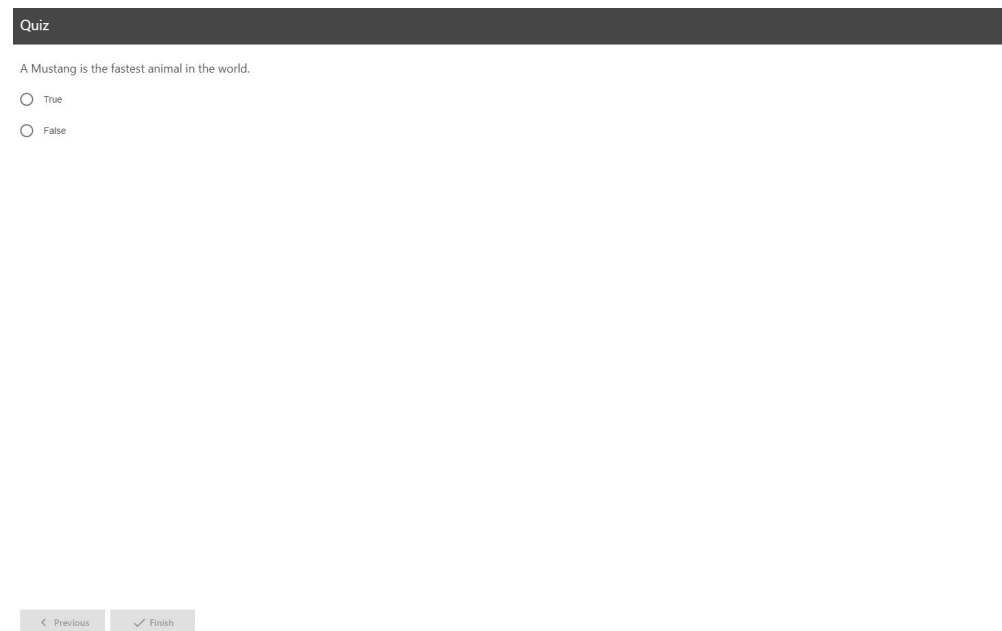 Quiz
A Mustang is the fastest animal in the world.
True
False
Previous Finish